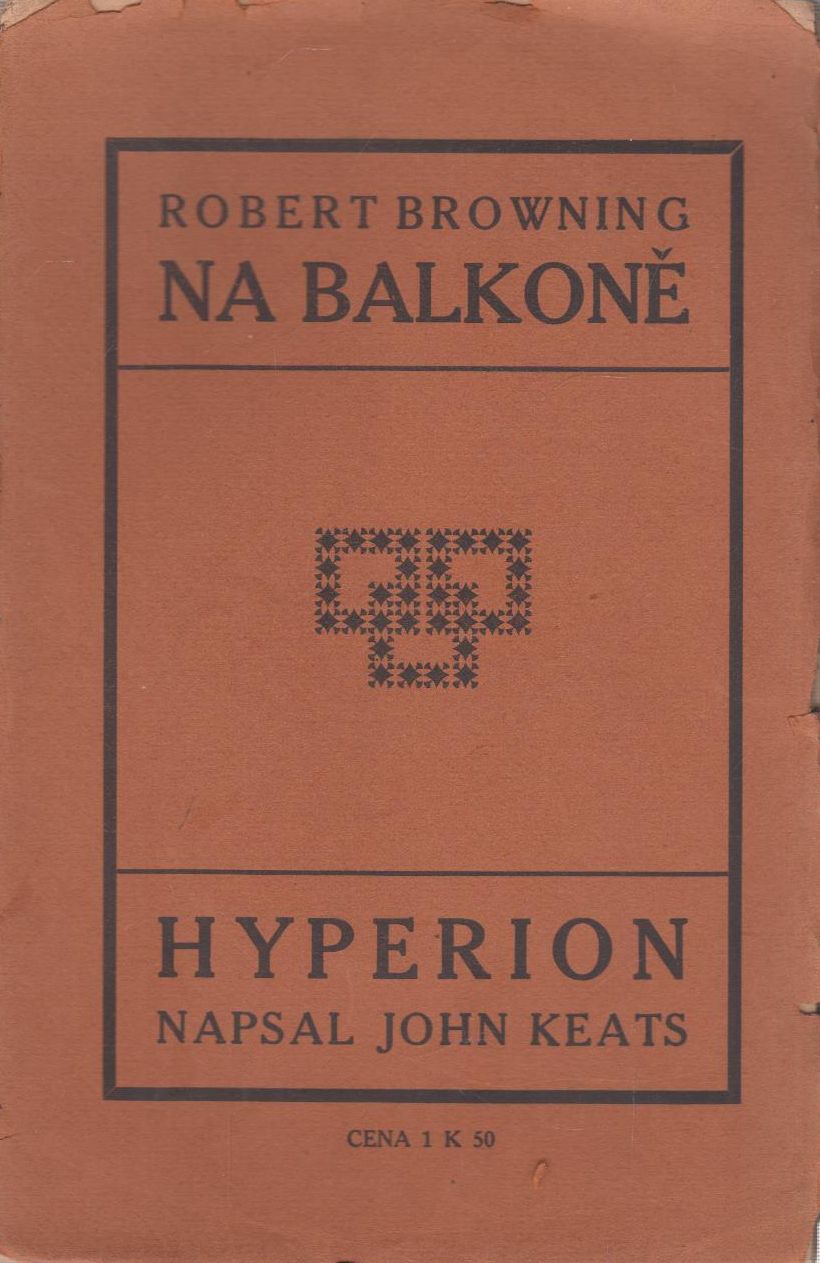 ROBERT BROWNING
NA BALKONĚ
HYPERION
NAPSAL JOHN KEATS
CENA 1 K 50